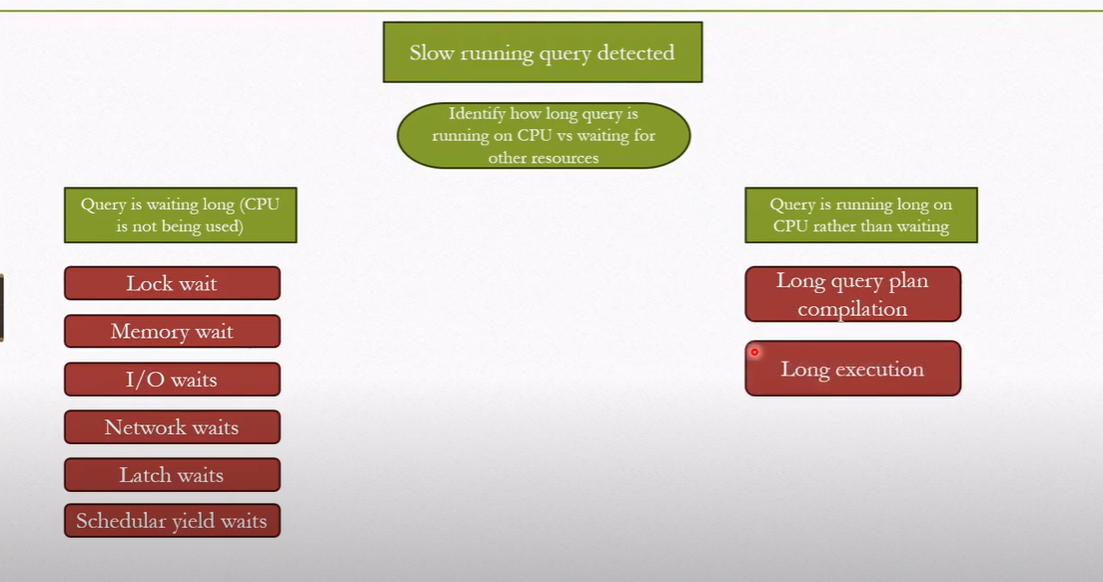 Slow running query detected
Identify how long query is
running on CPU vs waiting for
other resources
Query is waiting long (CPU
is not being used)
Lock wait
Memory wait
I/O waits
Network waits
Latch waits
Schedular yield waits
Query is running long on
CPU rather than waiting
Long query plan
compilation
Long execution